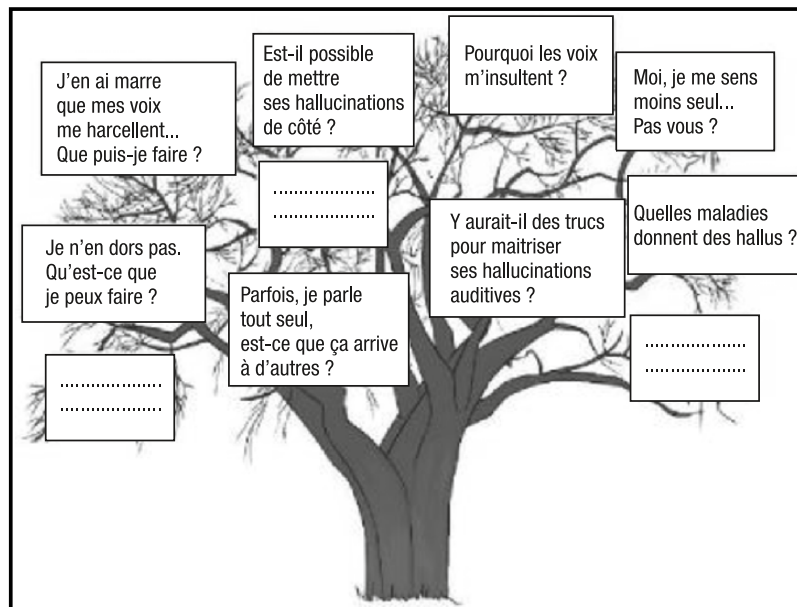 J'en ai marre
que mes voix
me harcellent...
Que puis-je faire ?
Est-il possible
de mettre
ses hallucinations
de côté ?
Pourquoi les voix
m'insultent ?
Moi, je me sens
moins seul...
Pas vous ?
....................
....................
Je n'en dors pas.
Qu'est-ce que
je peux faire ?
Parfois, je parle
tout seul,
est-ce que ça arrive
à d'autres ?
Y aurait-il des trucs
pour maitriser
ses hallucinations
auditives ?
Quelles maladies
donnent des hallus ?
....................
....................
....................
....................